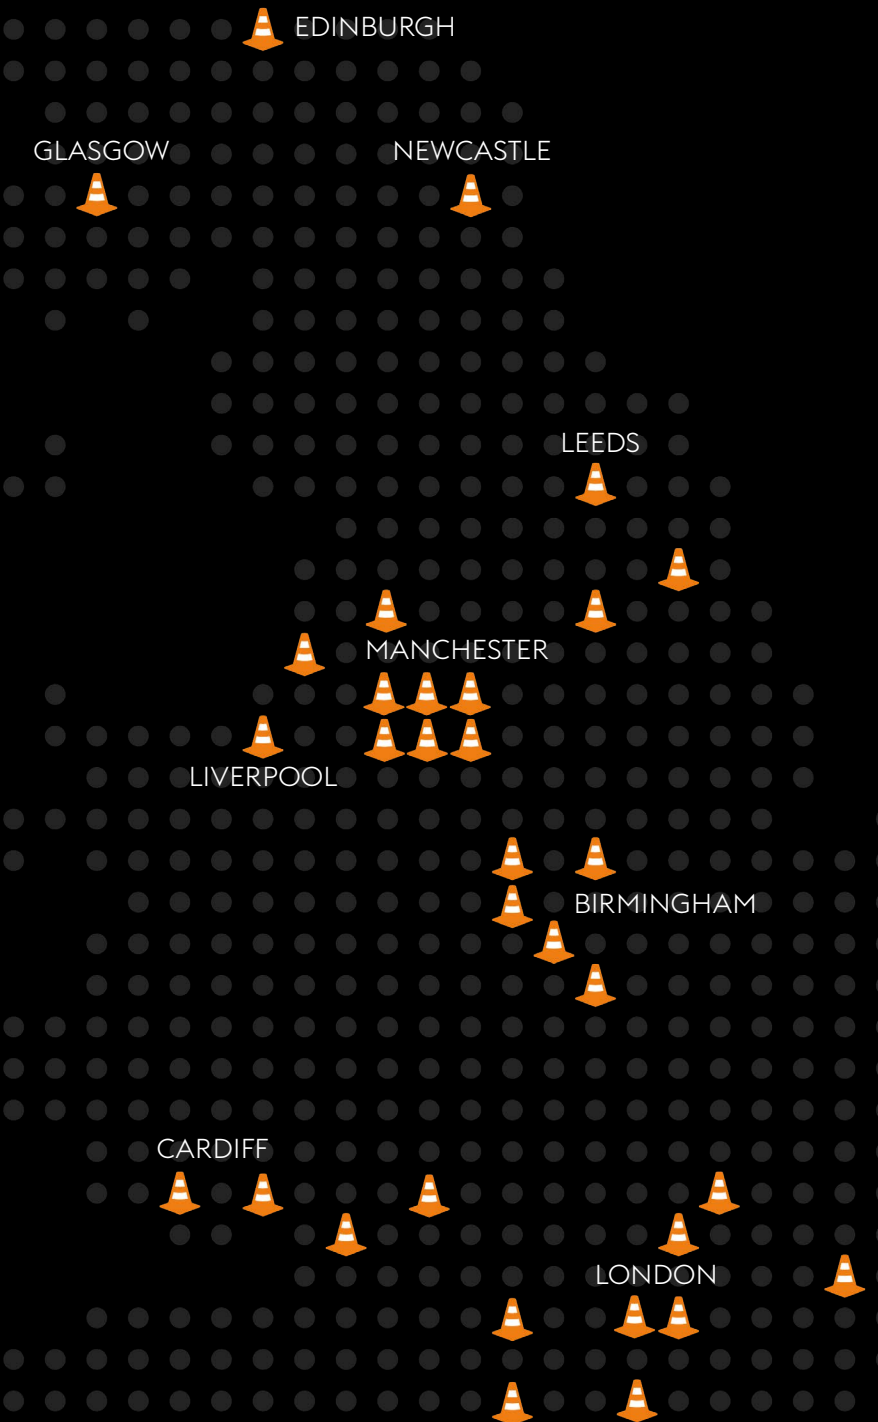 EDINBURGH
GLASGOW
NEWCASTLE
LEEDS
MANCHESTER
LIVERPOOL
BIRMINGHAM
CARDIFF
LONDON